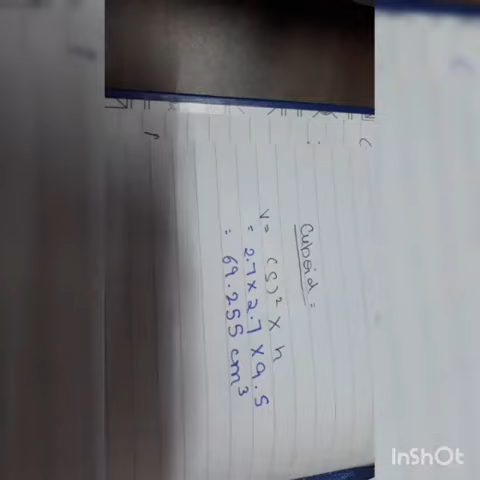 Cuboid =
V = (S)² × h
= 2.7 × 2.7 × 9.5
= 69.255 cm³
InShOt